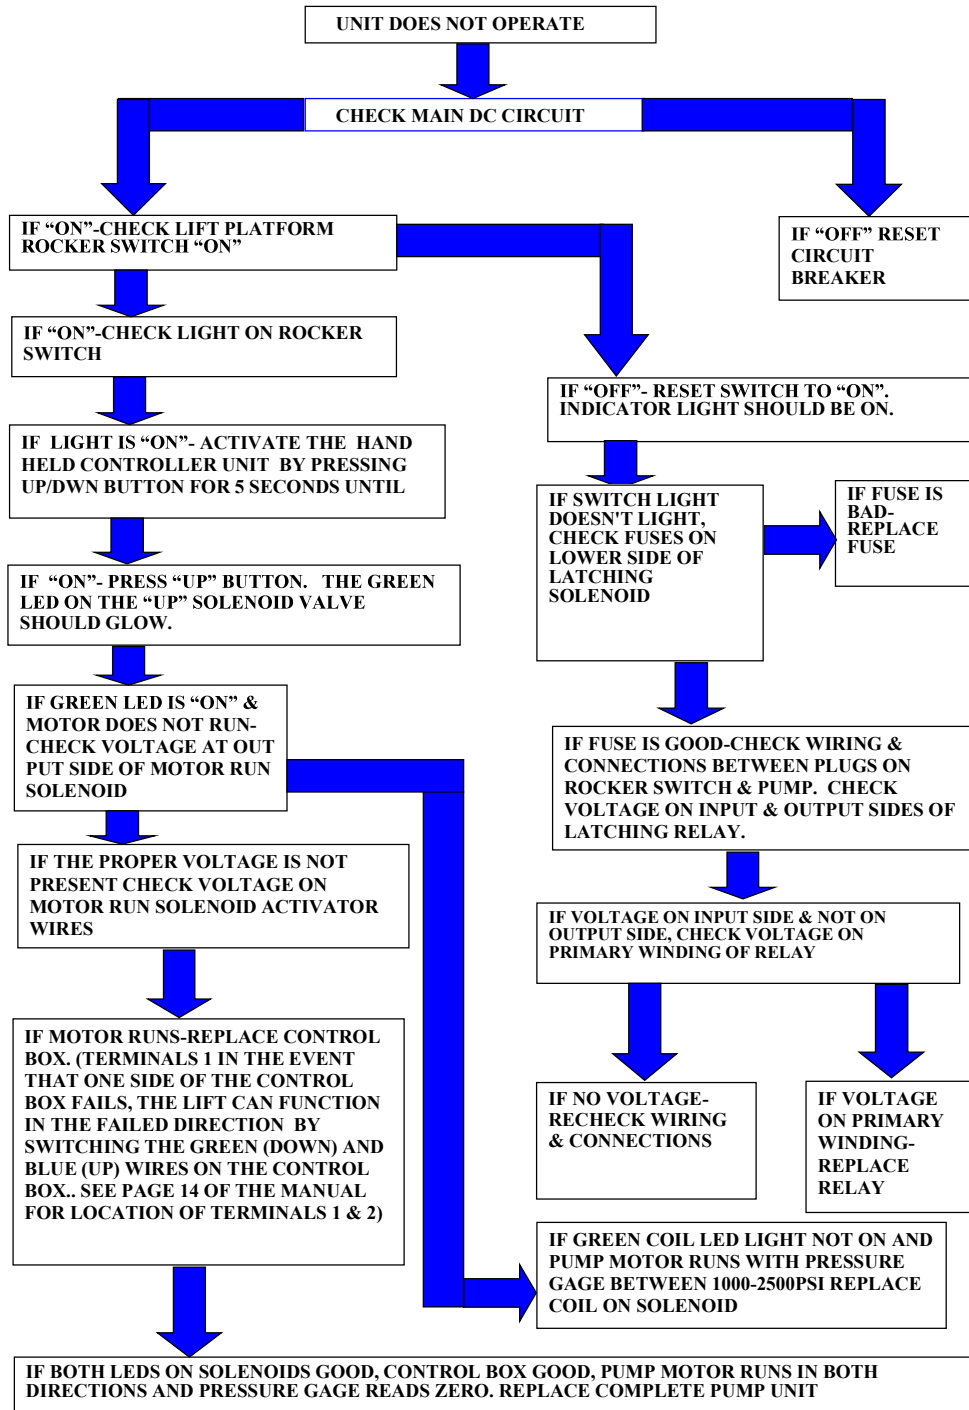 UNIT DOES NOT OPERATE
CHECK MAIN DC CIRCUIT
IF “ON”-CHECK LIFT PLATFORM
ROCKER SWITCH “ON”
IF “OFF” RESET
CIRCUIT
BREAKER
IF “ON”-CHECK LIGHT ON ROCKER
SWITCH
IF “OFF”- RESET SWITCH TO “ON”.
INDICATOR LIGHT SHOULD BE ON.
IF LIGHT IS “ON”- ACTIVATE THE HAND
HELD CONTROLLER UNIT BY PRESSING
UP/DWN BUTTON FOR 5 SECONDS UNTIL
IF SWITCH LIGHT
DOESN'T LIGHT,
CHECK FUSES ON
LOWER SIDE OF
LATCHING
SOLENOID
IF FUSE IS
BAD-
REPLACE
FUSE
IF “ON”- PRESS “UP” BUTTON. THE GREEN
LED ON THE “UP” SOLENOID VALVE
SHOULD GLOW.
IF GREEN LED IS “ON” &
MOTOR DOES NOT RUN-
CHECK VOLTAGE AT OUT
PUT SIDE OF MOTOR RUN
SOLENOID
IF FUSE IS GOOD-CHECK WIRING &
CONNECTIONS BETWEEN PLUGS ON
ROCKER SWITCH & PUMP. CHECK
VOLTAGE ON INPUT & OUTPUT SIDES OF
LATCHING RELAY.
IF THE PROPER VOLTAGE IS NOT
PRESENT CHECK VOLTAGE ON
MOTOR RUN SOLENOID ACTIVATOR
WIRES
IF VOLTAGE ON INPUT SIDE & NOT ON
OUTPUT SIDE, CHECK VOLTAGE ON
PRIMARY WINDING OF RELAY
IF MOTOR RUNS-REPLACE CONTROL
BOX. (TERMINALS 1 IN THE EVENT
THAT ONE SIDE OF THE CONTROL
BOX FAILS, THE LIFT CAN FUNCTION
IN THE FAILED DIRECTION BY
SWITCHING THE GREEN (DOWN) AND
BLUE (UP) WIRES ON THE CONTROL
BOX.. SEE PAGE 14 OF THE MANUAL
FOR LOCATION OF TERMINALS 1 & 2)
IF NO VOLTAGE-
RECHECK WIRING
& CONNECTIONS
IF VOLTAGE
ON PRIMARY
WINDING-
REPLACE
RELAY
IF GREEN COIL LED LIGHT NOT ON AND
PUMP MOTOR RUNS WITH PRESSURE
GAGE BETWEEN 1000-2500PSI REPLACE
COIL ON SOLENOID
IF BOTH LEDS ON SOLENOIDS GOOD, CONTROL BOX GOOD, PUMP MOTOR RUNS IN BOTH
DIRECTIONS AND PRESSURE GAGE READS ZERO. REPLACE COMPLETE PUMP UNIT